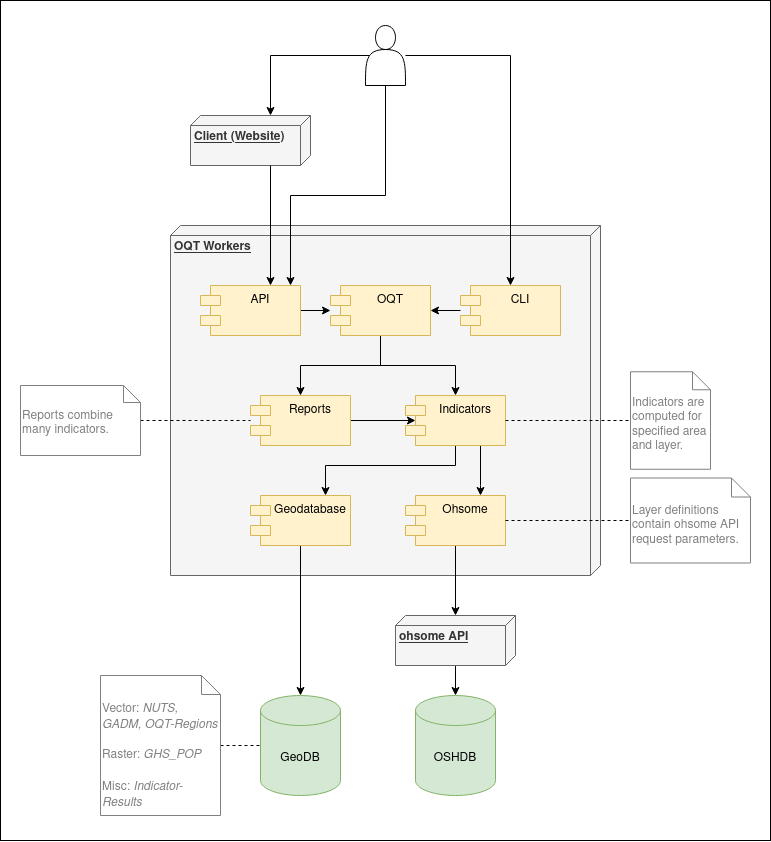 Client (Website)
OQT Workers
API
OQT
CLI
Reports combine
many indicators.
Reports
Indicators
Indicators are
computed for
specified area
and layer.
Geodatabase
Ohsome
Layer definitions
contain ohsome API
request parameters.
ohsome API
Vector: NUTS,
GADM, OQT-Regions
Raster: GHS_POP
Misc: Indicator-
Results
GeoDB
OSHDB